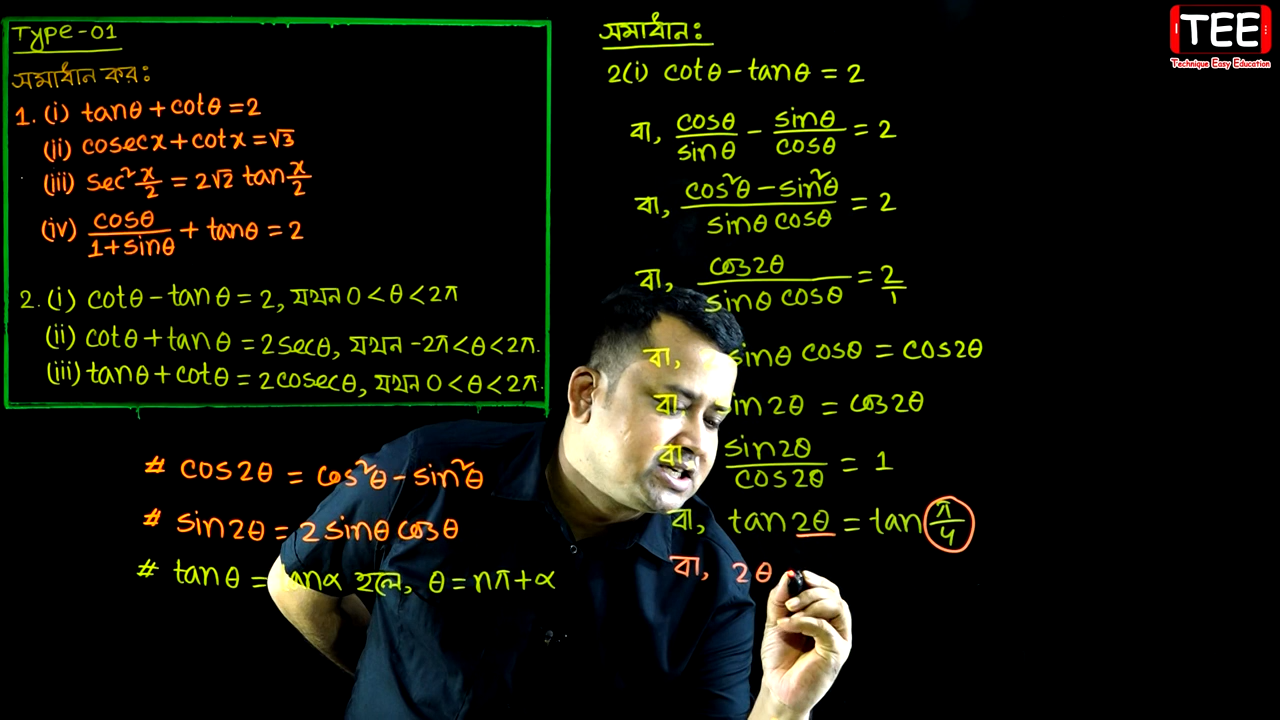 Type-01
সমাধান কর:
1. (i) tanθ + cotθ = 2
(ii) cosecx + cotx = √3
(iii) sec² x/2 = 2√2 tan x/2
(iv) cosθ/1+sinθ + tanθ = 2
2. (i) cotθ - tanθ = 2, যখন 0 < θ < 2π
(ii) cotθ + tanθ = 2secθ, যখন -2π < θ < 2π.
(iii) tanθ + cotθ = 2cosecθ, যখন 0 < θ < 2π.
# cos2θ = cos²θ - sin²θ
# sin2θ = 2sinθ cosθ
# tanθ = tanα হলে, θ = nπ + α
সমাধান:
2(i) cotθ - tanθ = 2
বা, cosθ/sinθ - sinθ/cosθ = 2
বা, cos²θ - sin²θ/sinθ cosθ = 2
বা, cos2θ/sinθ cosθ = 2/1
বা, sinθ cosθ = cos2θ
বা, in2θ = cos2θ
বা, sin2θ/cos2θ = 1
বা, tan2θ = tan π/4
বা, 2θ
TEE
Technique Easy Education